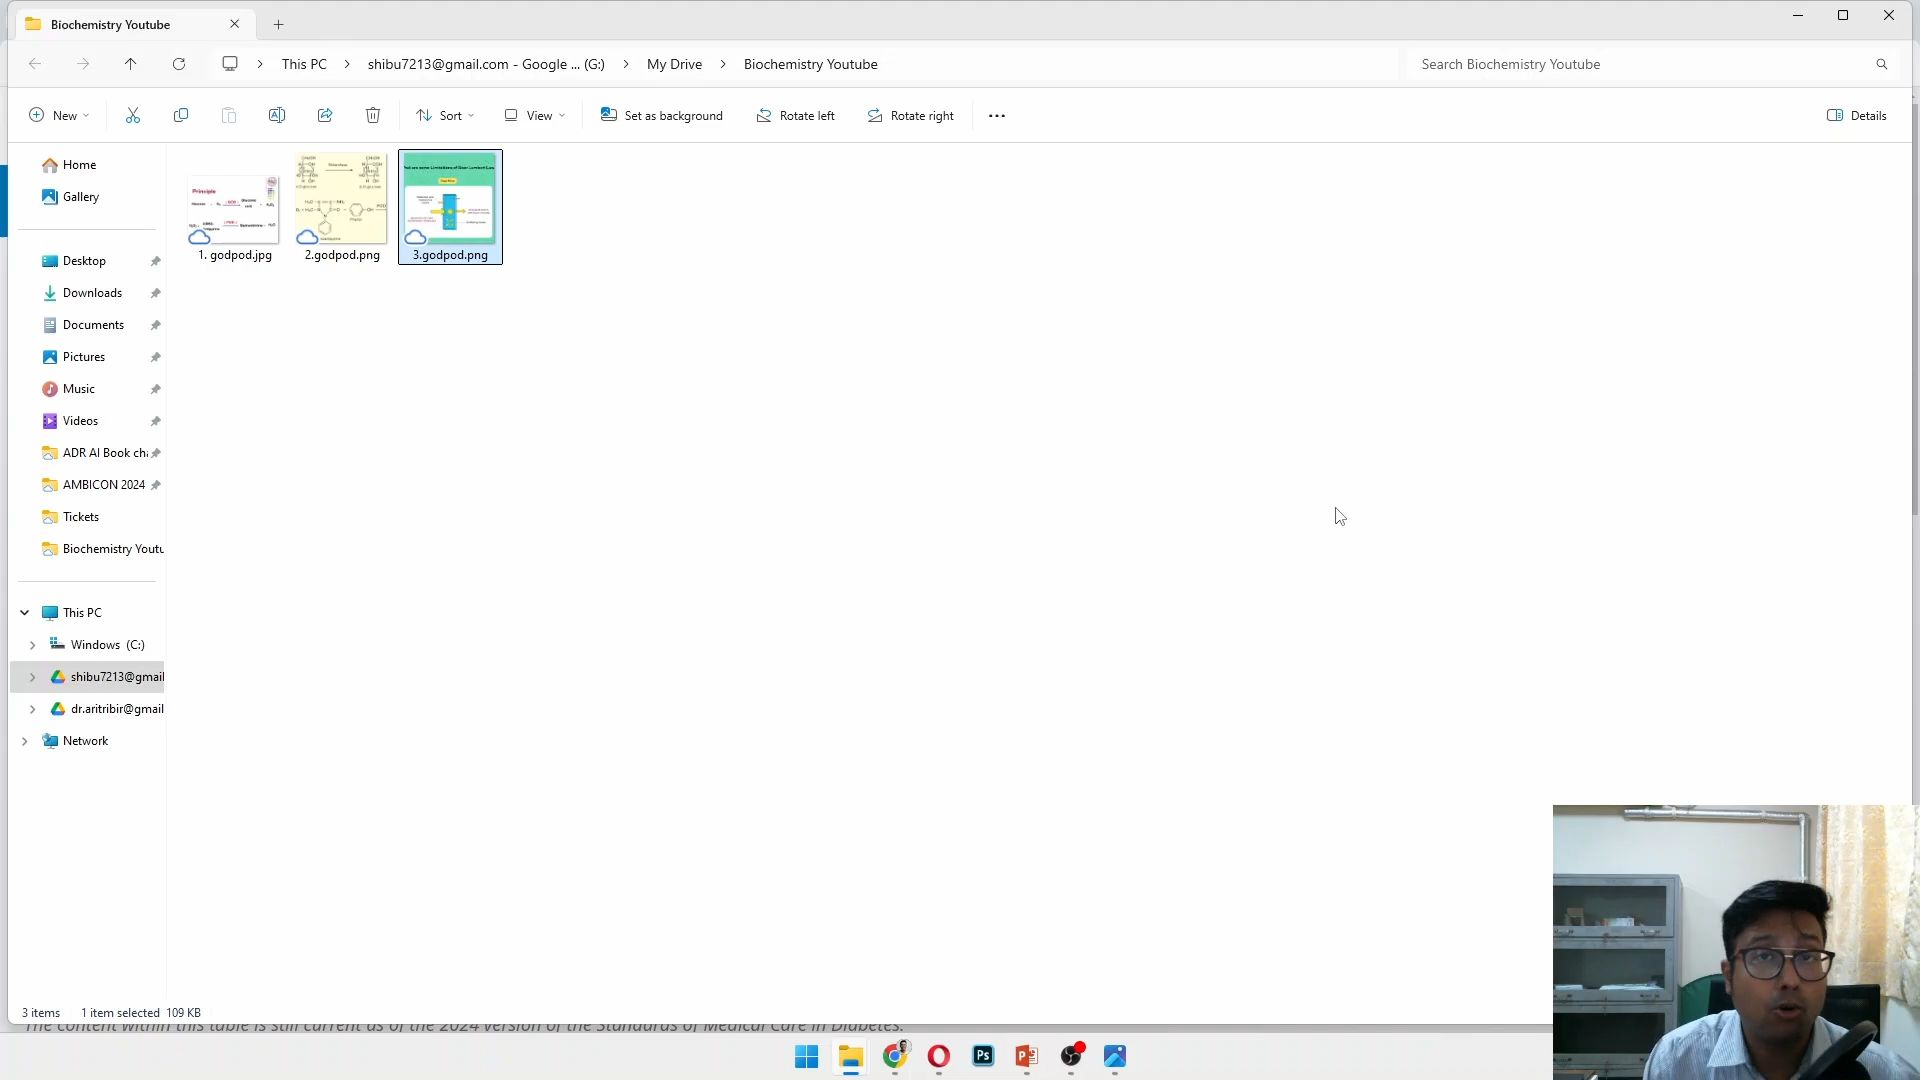 Biochemistry Youtube
This PC
shibu7213@gmail.com - Google ... (G:)
My Drive
Biochemistry Youtube
Search Biochemistry Youtube
New
Sort
View
Set as background
Rotate left
Rotate right
Details
Home
Gallery
Desktop
Downloads
Documents
Pictures
Music
Videos
ADR AI Book cha
AMBICON 2024
Tickets
Biochemistry Youtu
This PC
Windows (C:)
shibu7213@gmail
dr.aritribir@gmail
Network
Principle
1. godpod.jpg
2.godpod.png
3.godpod.png
3 items
1 item selected 109 KB
The content within this table is still current as of the 2024 version of the Standards of Medical Care in Diabetes.
Ps